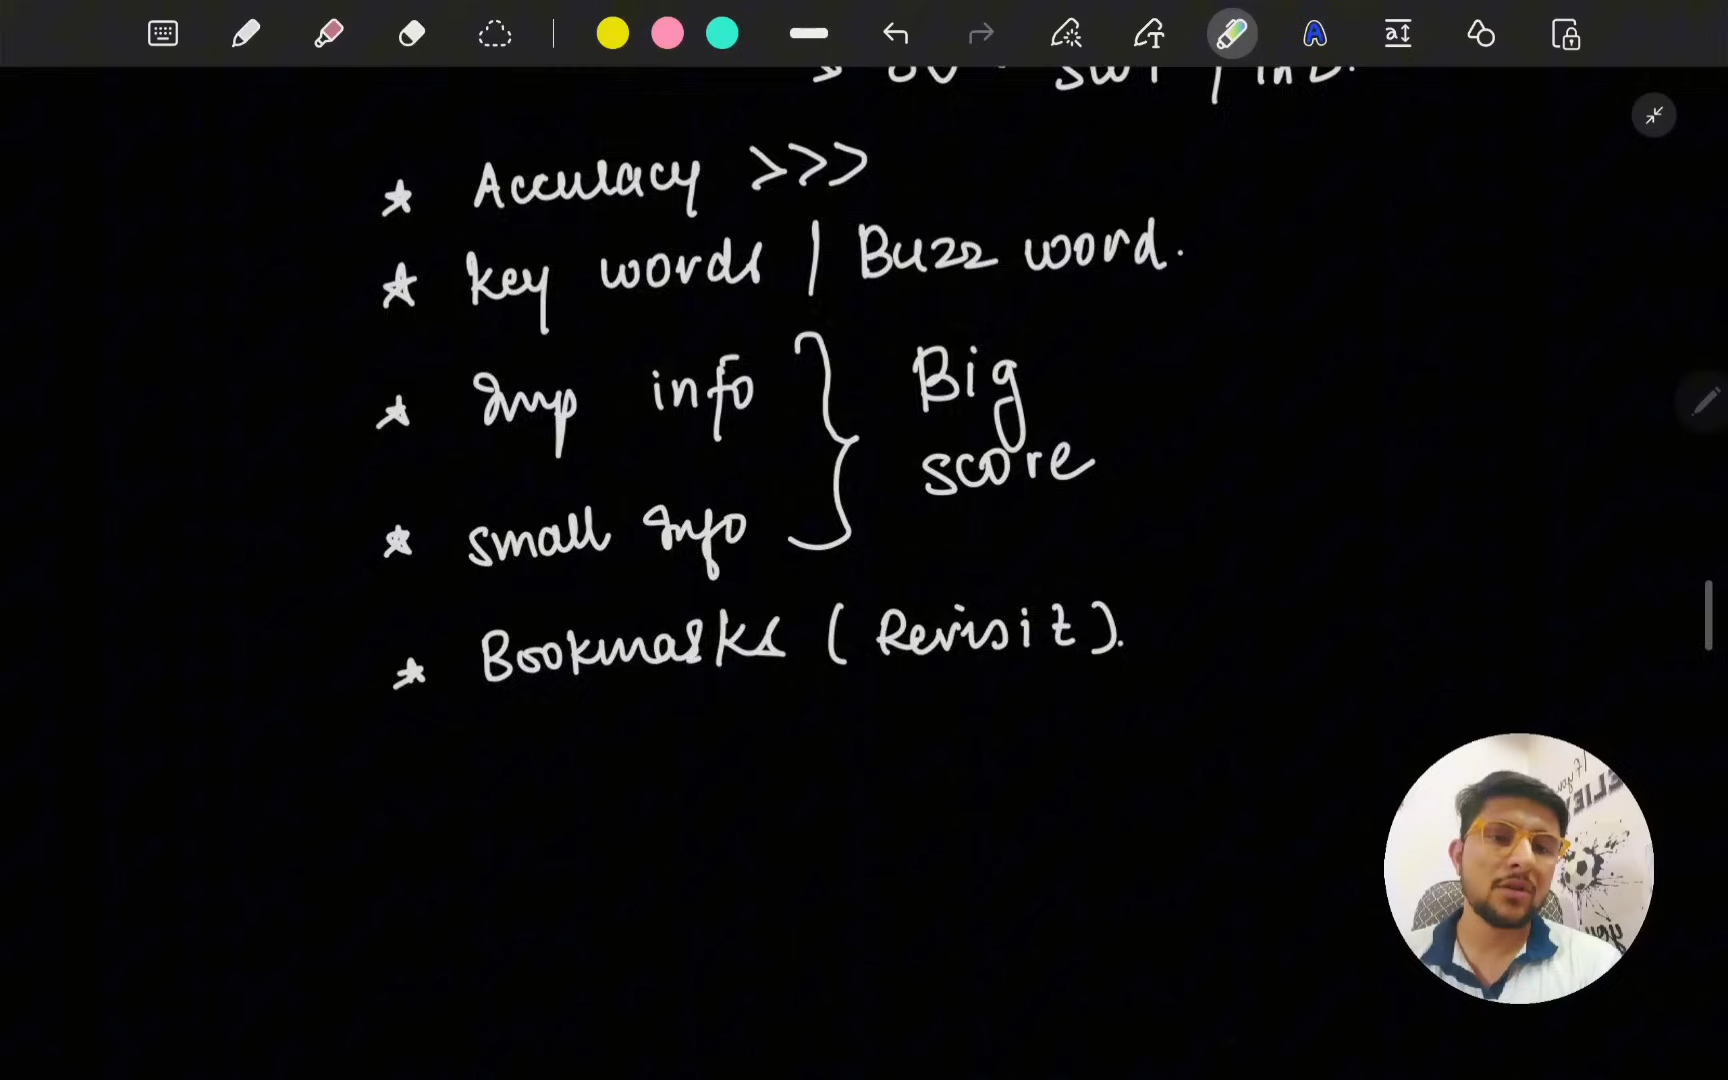 * Acculacy >>>
* Key words | Buzz word.
* Imp info
Big
score
* small Info
* Bookmarks (Revisit).